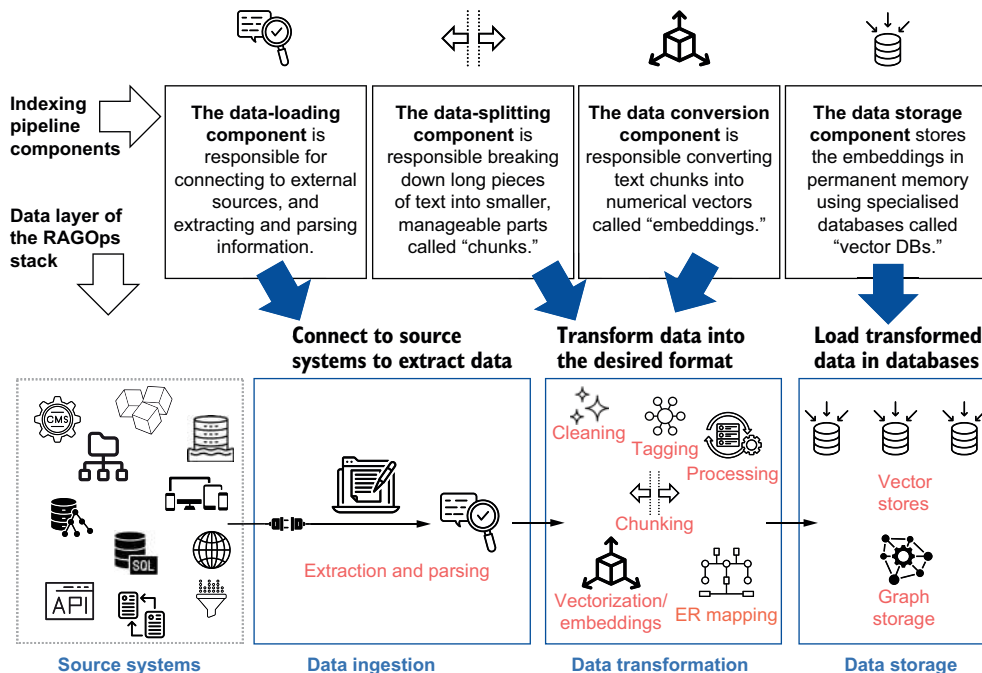 Indexing
pipeline
components
The data-loading
component is
responsible for
connecting to external
sources, and
extracting and parsing
information.
The data-splitting
component is
responsible breaking
down long pieces
of text into smaller,
manageable parts
called “chunks.”
The data conversion
component is
responsible converting
text chunks into
numerical vectors
called “embeddings.”
The data storage
component stores
the embeddings in
permanent memory
using specialised
databases called
“vector DBs.”
Data layer of
the RAGOps
stack
Connect to source
systems to extract data
Transform data into
the desired format
Load transformed
data in databases
CMS
SQL
API
Extraction and parsing
Cleaning
Tagging
Processing
Chunking
Vectorization/
embeddings
ER mapping
Vector
stores
Graph
storage
Source systems
Data ingestion
Data transformation
Data storage